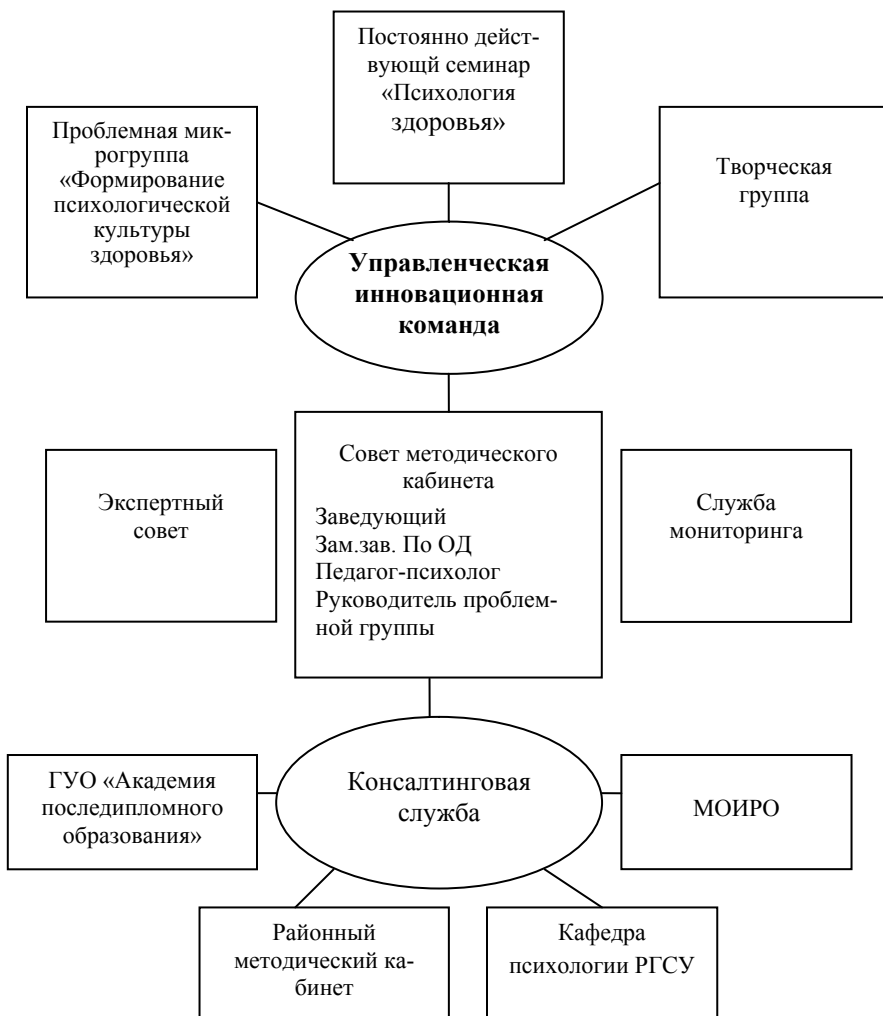 Постоянно дейст-
вующй семинар
«Психология
здоровья»
Проблемная мик-
рогруппа
«Формирование
психологической
культуры
здоровья»
Творческая
группа
Управленческая
инновационная
команда
Экспертный
совет
Совет методического
кабинета
Заведующий
Зам.зав. По ОД
Педагог-психолог
Руководитель проблем-
ной группы
Служба
мониторинга
ГУО «Академия
последипломного
образования»
Консалтинговая
служба
МОИРО
Районный
методический ка-
бинет
Кафедра
психологии РГСУ